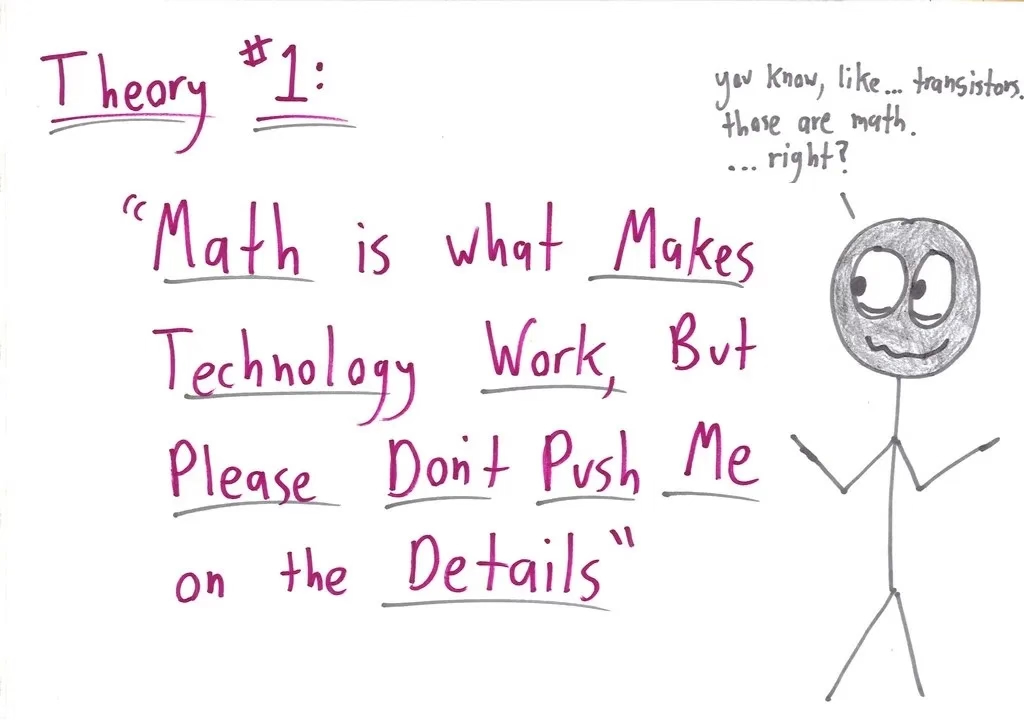 Theory #1:
"Math is what Makes
Technology Work, But
Please Don't Push Me
on the Details"
you know, like... transistors.
those are math.
... right?